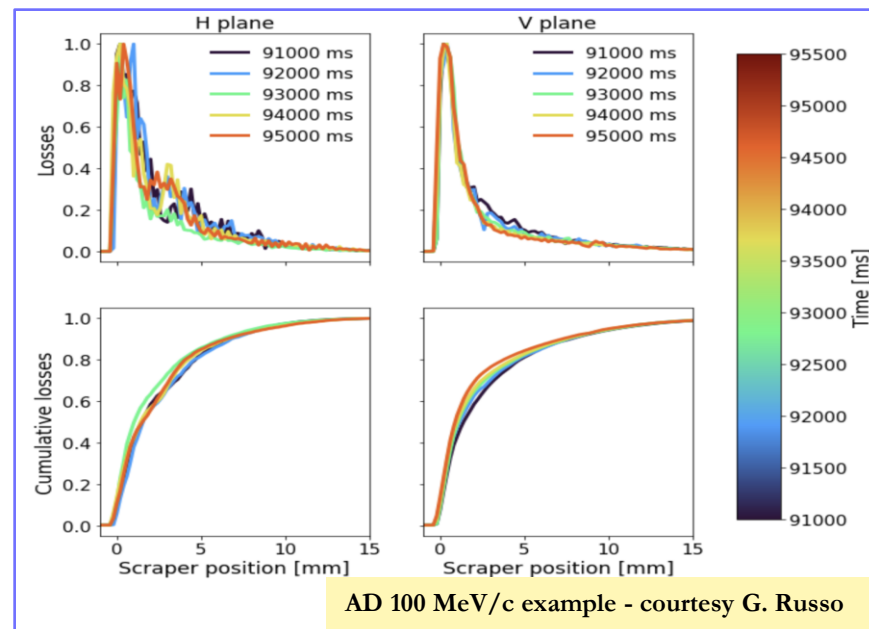 H plane
V plane
Losses
1.0
0.8
0.6
0.4
0.2
0.0
91000 ms
92000 ms
93000 ms
94000 ms
95000 ms
91000 ms
92000 ms
93000 ms
94000 ms
95000 ms
Cumulative losses
1.0
0.8
0.6
0.4
0.2
0.0
0 5 10 15
Scraper position [mm]
0 5 10 15
Scraper position [mm]
95500
95000
94500
94000
93500
93000
92500
92000
91500
91000
Time [ms]
AD 100 MeV/c example - courtesy G. Russo